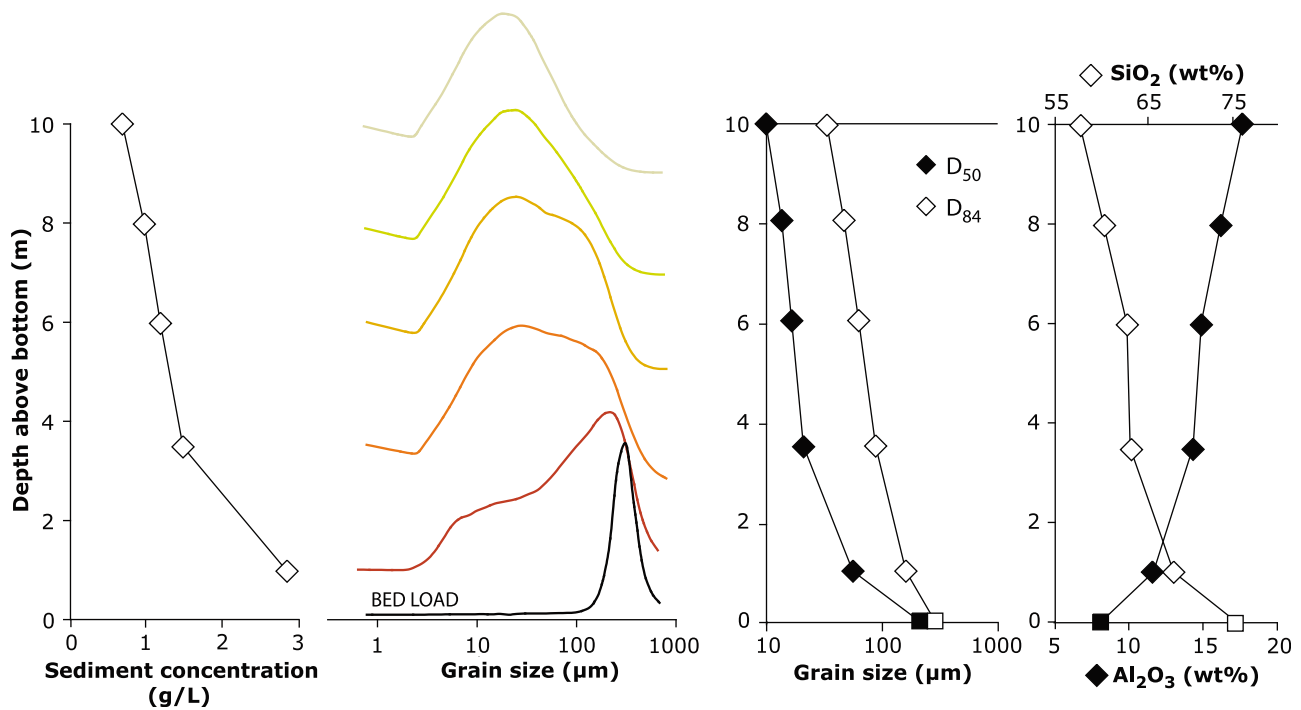 SiO₂ (wt%)
55 65 75
10 10 10
D₅₀
D₈₄
8 8 8
Depth above bottom (m)
6 6 6
4 4 4
2 2 2
BED LOAD
0 0 0
0 1 2 3
1 10 100 1000
10 100 1000
5 10 15 20
Sediment concentration
(g/L)
Grain size (µm)
Grain size (µm)
Al₂O₃ (wt%)